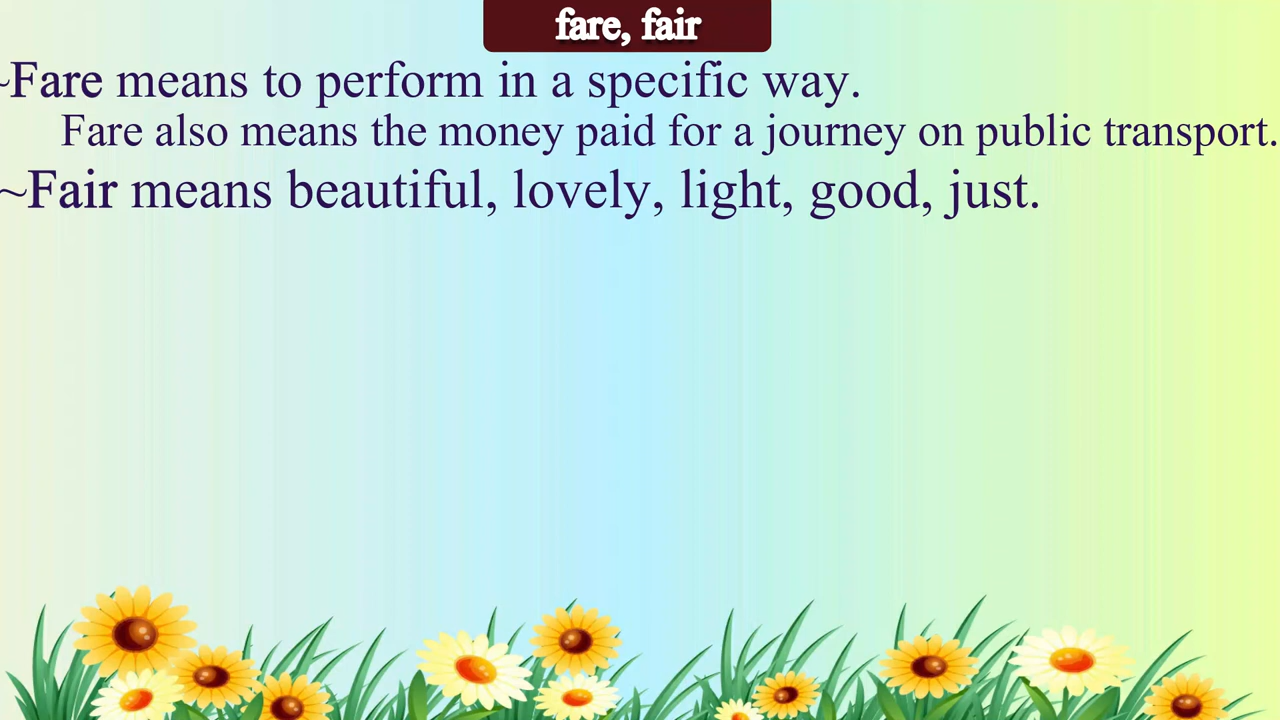 fare, fair
~Fare means to perform in a specific way.
Fare also means the money paid for a journey on public transport.
~Fair means beautiful, lovely, light, good, just.